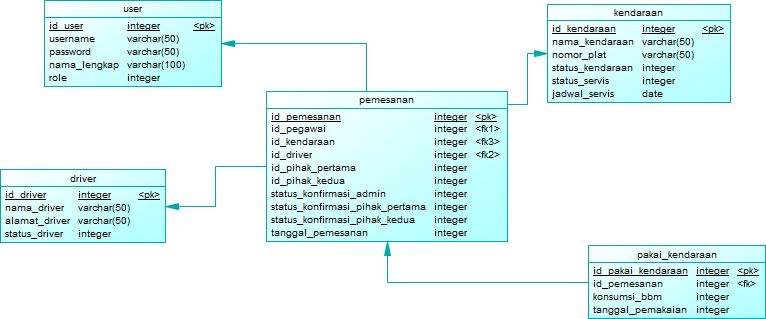 user
id_user integer <pk>
username varchar(50)
password varchar(50)
nama_lengkap varchar(100)
role integer
kendaraan
id_kendaraan integer <pk>
nama_kendaraan varchar(50)
nomor_plat varchar(50)
status_kendaraan integer
status_servis integer
jadwal_servis date
pemesanan
id_pemesanan integer <pk>
id_pegawai integer <fk1>
id_kendaraan integer <fk3>
id_driver integer <fk2>
id_pihak_pertama integer
id_pihak_kedua integer
status_konfirmasi_admin integer
status_konfirmasi_pihak_pertama integer
status_konfirmasi_pihak_kedua integer
tanggal_pemesanan integer
driver
id_driver integer <pk>
nama_driver varchar(50)
alamat_driver varchar(50)
status_driver integer
pakai_kendaraan
id_pakai_kendaraan integer <pk>
id_pemesanan integer <fk>
konsumsi_bbm integer
tanggal_pemakaian integer